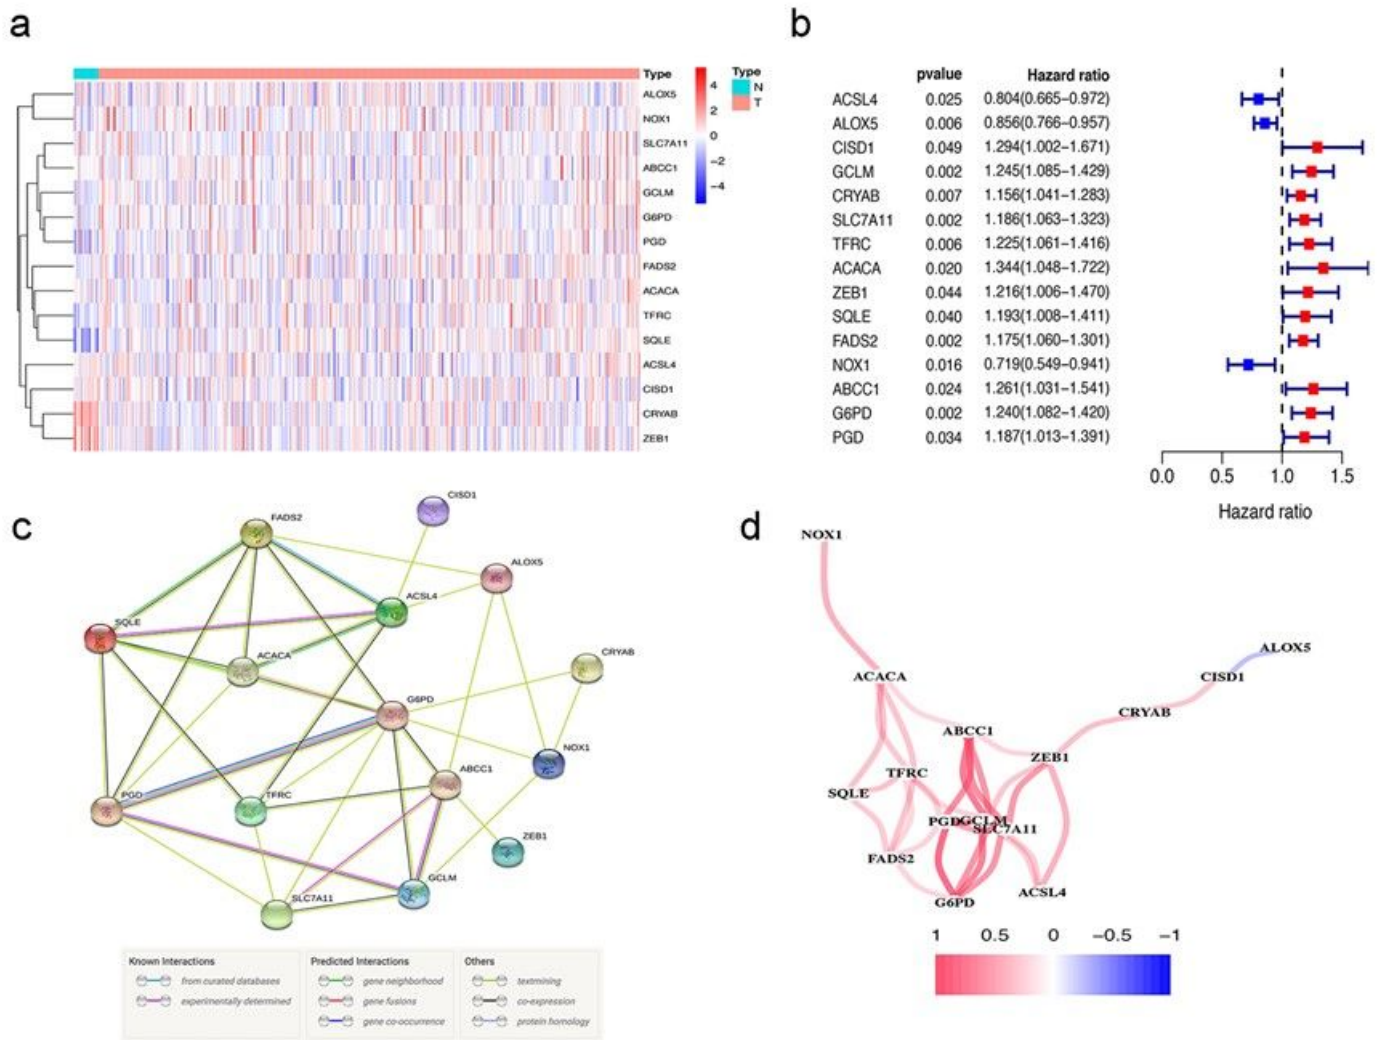 a
Type
ALOX5
NOX1
SLC7A11
ABCC1
GCLM
G6PD
PGD
FADS2
ACACA
TFRC
SQLE
ACSL4
CISD1
CRYAB
ZEB1
4
2
0
−2
−4
Type
N
T
b
pvalue Hazard ratio
ACSL4 0.025 0.804(0.665−0.972)
ALOX5 0.006 0.856(0.766−0.957)
CISD1 0.049 1.294(1.002−1.671)
GCLM 0.002 1.245(1.085−1.429)
CRYAB 0.007 1.156(1.041−1.283)
SLC7A11 0.002 1.186(1.063−1.323)
TFRC 0.006 1.225(1.061−1.416)
ACACA 0.020 1.344(1.048−1.722)
ZEB1 0.044 1.216(1.006−1.470)
SQLE 0.040 1.193(1.008−1.411)
FADS2 0.002 1.175(1.060−1.301)
NOX1 0.016 0.719(0.549−0.941)
ABCC1 0.024 1.261(1.031−1.541)
G6PD 0.002 1.240(1.082−1.420)
PGD 0.034 1.187(1.013−1.391)
0.0 0.5 1.0 1.5
Hazard ratio
c
CISD1
FADS2
ALOX5
ACSL4
SQLE
CRYAB
ACACA
G6PD
NOX1
ABCC1
PGD
TFRC
ZEB1
GCLM
SLC7A11
Known Interactions
from curated databases
experimentally determined
Predicted Interactions
gene neighborhood
gene fusions
gene co-occurrence
Others
textmining
co-expression
protein homology
d
NOX1
ALOX5
ACACA
CISD1
CRYAB
ABCC1
ZEB1
TFRC
SQLE
PGD
GCLM
SLC7A11
FADS2
ACSL4
G6PD
1 0.5 0 −0.5 −1